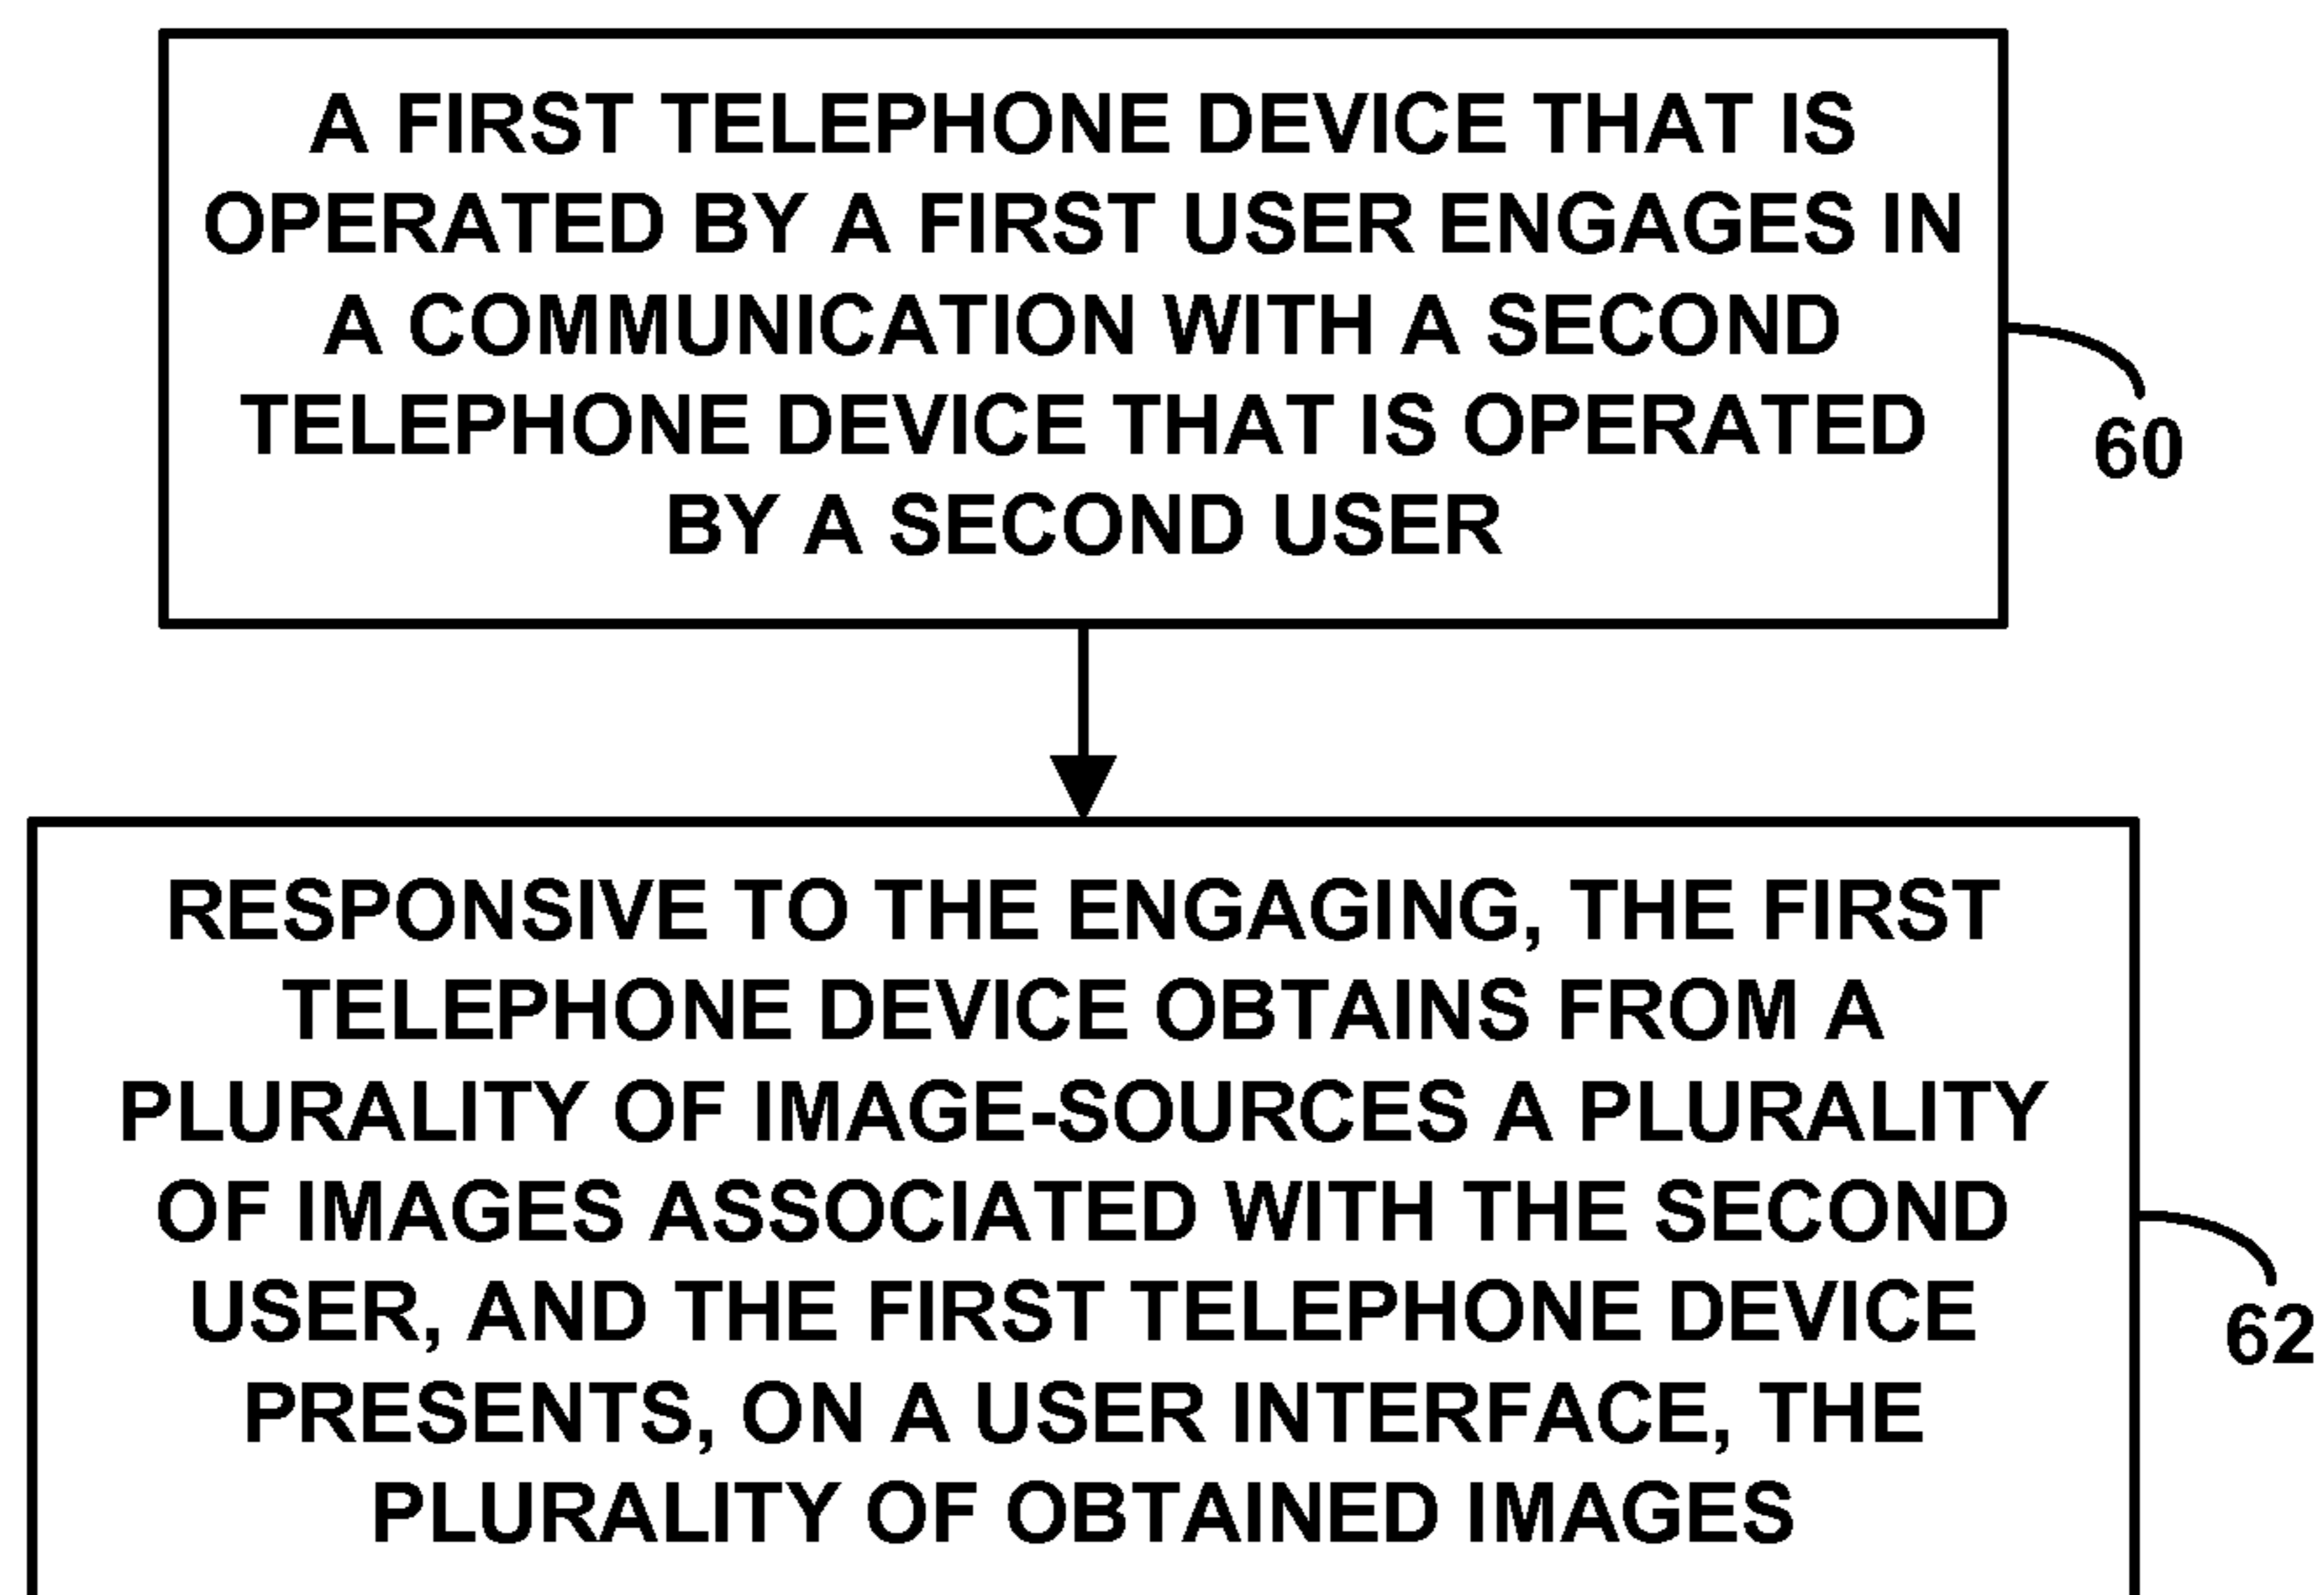 A FIRST TELEPHONE DEVICE THAT IS
OPERATED BY A FIRST USER ENGAGES IN
A COMMUNICATION WITH A SECOND
TELEPHONE DEVICE THAT IS OPERATED
BY A SECOND USER
60
RESPONSIVE TO THE ENGAGING, THE FIRST
TELEPHONE DEVICE OBTAINS FROM A
PLURALITY OF IMAGE-SOURCES A PLURALITY
OF IMAGES ASSOCIATED WITH THE SECOND
USER, AND THE FIRST TELEPHONE DEVICE
PRESENTS, ON A USER INTERFACE, THE
PLURALITY OF OBTAINED IMAGES
62